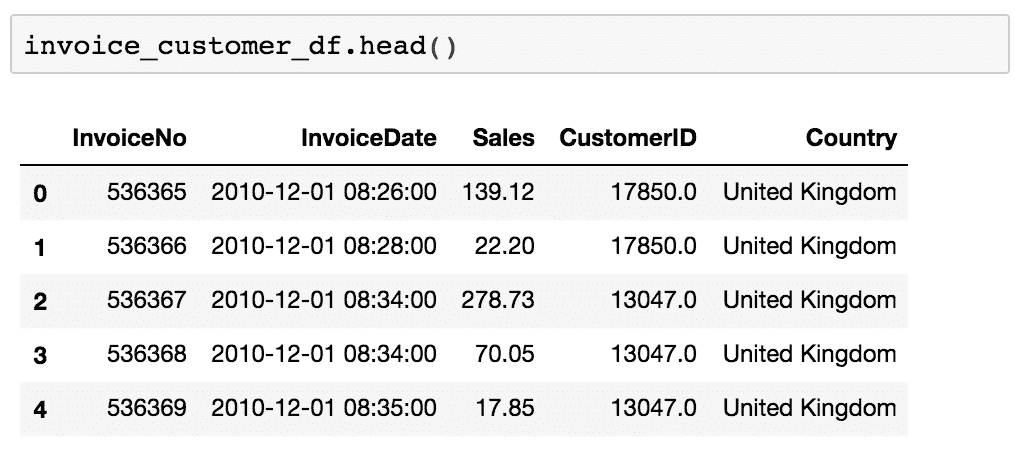 invoice_customer_df.head()
InvoiceNo InvoiceDate Sales CustomerID Country
0 536365 2010-12-01 08:26:00 139.12 17850.0 United Kingdom
1 536366 2010-12-01 08:28:00 22.20 17850.0 United Kingdom
2 536367 2010-12-01 08:34:00 278.73 13047.0 United Kingdom
3 536368 2010-12-01 08:34:00 70.05 13047.0 United Kingdom
4 536369 2010-12-01 08:35:00 17.85 13047.0 United Kingdom